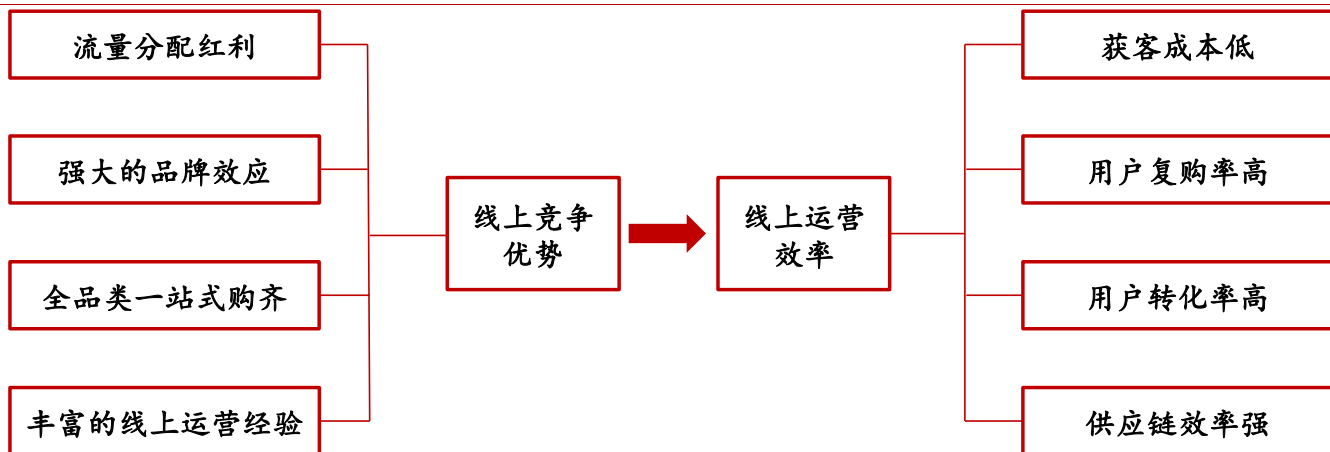 流量分配红利
强大的品牌效应
全品类一站式购齐
丰富的线上运营经验
线上竞争
优势
线上运营
效率
获客成本低
用户复购率高
用户转化率高
供应链效率强